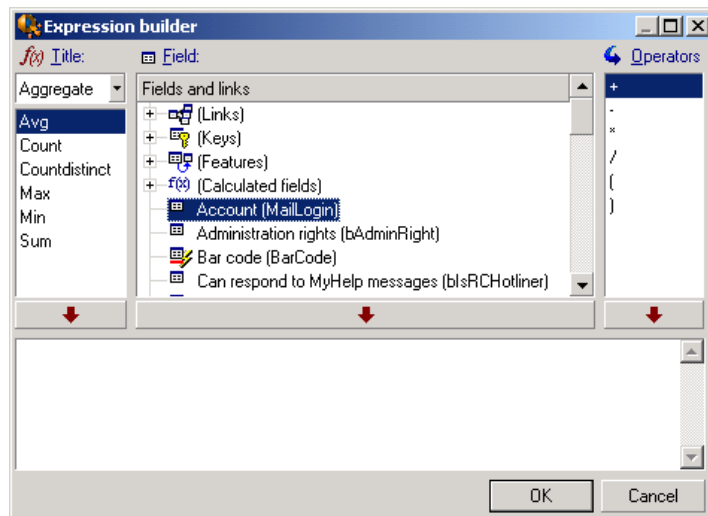 Expression builder
f(x) Title:
Field:
Operators
Aggregate
Avg
Count
Countdistinct
Max
Min
Sum
Fields and links
(Links)
(Keys)
(Features)
f(x) (Calculated fields)
Account (MailLogin)
Administration rights (bAdminRight)
Bar code (BarCode)
Can respond to MyHelp messages (bIsRCHotliner)
+
-
*
/
(
)
OK
Cancel